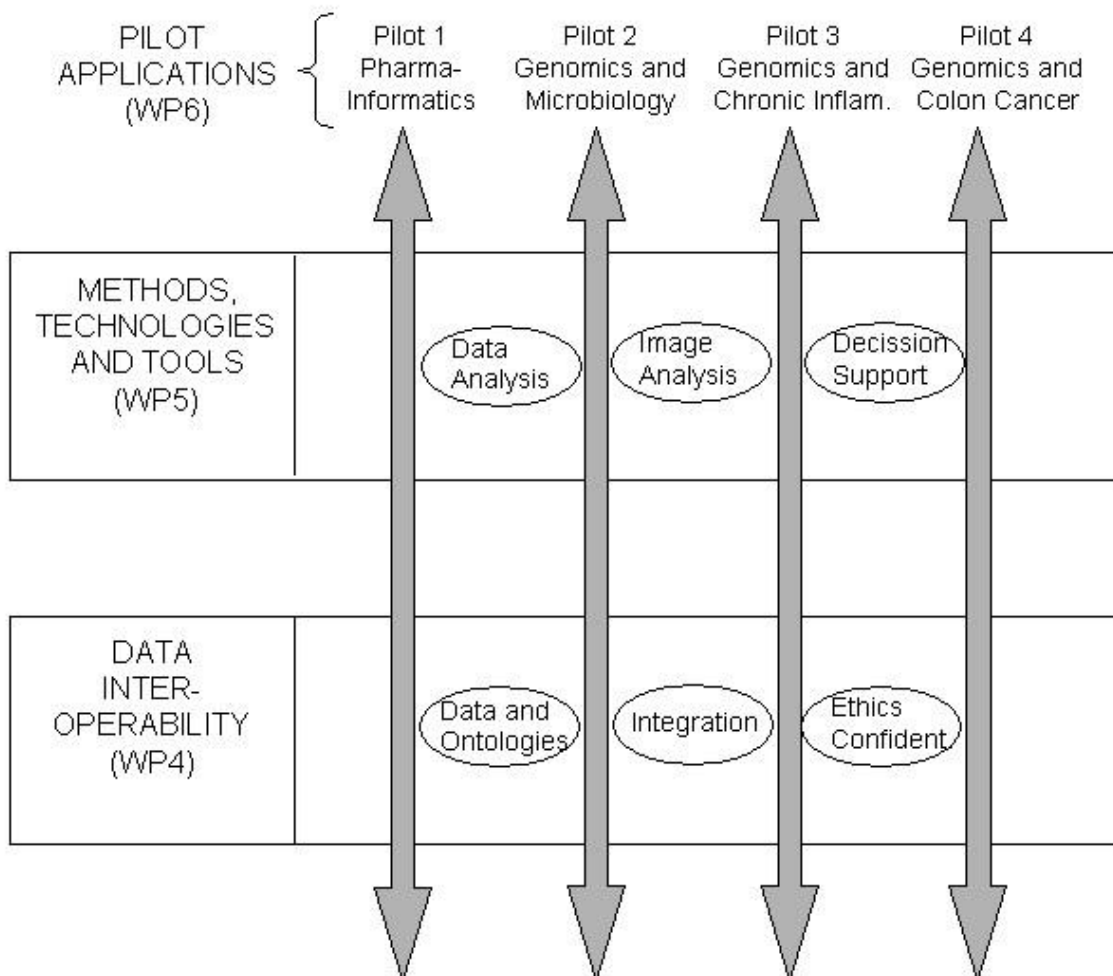 PILOT
APPLICATIONS
(WP6)
Pilot 1
Pharma-
Informatics
Pilot 2
Genomics and
Microbiology
Pilot 3
Genomics and
Chronic Inflam.
Pilot 4
Genomics and
Colon Cancer
METHODS,
TECHNOLOGIES
AND TOOLS
(WP5)
Data
Analysis
Image
Analysis
Decission
Support
DATA
INTER-
OPERABILITY
(WP4)
Data and
Ontologies
Integration
Ethics
Confident.